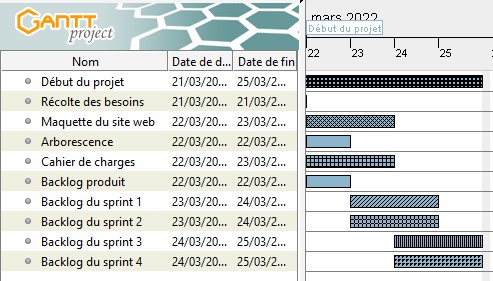 GANTT
project
mars 2022
Début du projet
22 23 24 25
Nom Date de d... Date de fin
Début du projet 21/03/20... 25/03/2...
Récolte des besoins 21/03/20... 21/03/2...
Maquette du site web 22/03/20... 23/03/2...
Arborescence 22/03/20... 22/03/2...
Cahier de charges 22/03/20... 23/03/2...
Backlog produit 22/03/20... 22/03/2...
Backlog du sprint 1 23/03/20... 24/03/2...
Backlog du sprint 2 23/03/20... 24/03/2...
Backlog du sprint 3 24/03/20... 25/03/2...
Backlog du sprint 4 24/03/20... 25/03/2...